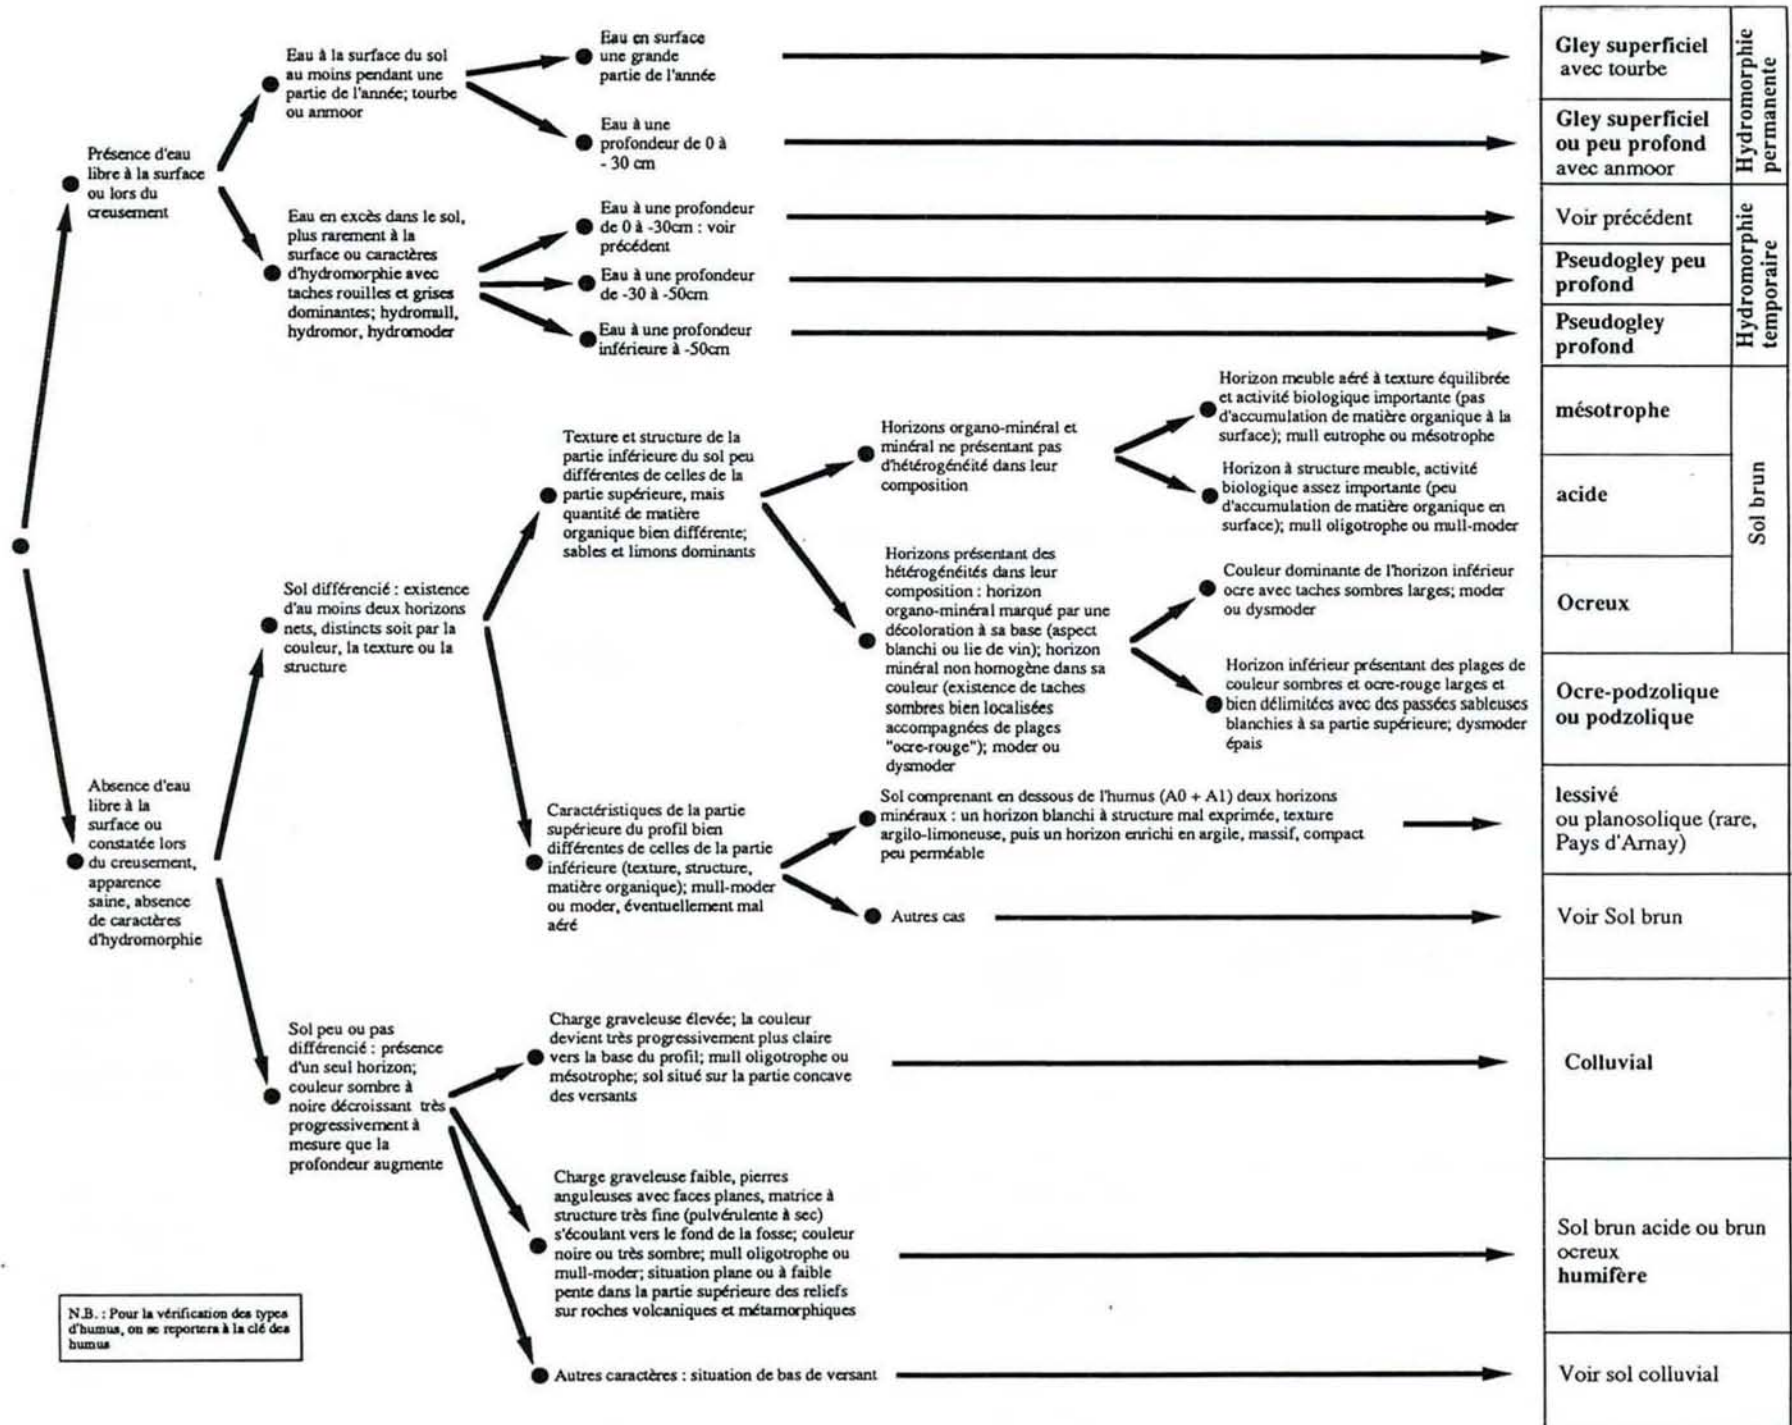 Présence d'eau
libre à la surface
ou lors du
creusement
Eau à la surface du sol
au moins pendant une
partie de l'année; tourbe
ou anmoor
Eau en surface
une grande
partie de l'année
Gley superficiel
avec tourbe
Eau à une
profondeur de 0 à
- 30 cm
Gley superficiel
ou peu profond
avec anmoor
Hydromorphie
permanente
Eau en excès dans le sol,
plus rarement à la
surface ou caractères
d'hydromorphie avec
taches rouilles et grises
dominantes; hydromull,
hydromor, hydromoder
Eau à une profondeur
de 0 à -30cm : voir
précédent
Voir précédent
Eau à une profondeur
de -30 à -50cm
Pseudogley peu
profond
Eau à une profondeur
inférieure à -50cm
Pseudogley
profond
Hydromorphie
temporaire
Absence d'eau
libre à la
surface ou
constatée lors
du creusement,
apparence
saine, absence
de caractères
d'hydromorphie
Sol différencié : existence
d'au moins deux horizons
nets, distincts soit par la
couleur, la texture ou la
structure
Texture et structure de la
partie inférieure du sol peu
différentes de celles de la
partie supérieure, mais
quantité de matière
organique bien différente;
sables et limons dominants
Horizons organo-minéral et
minéral ne présentant pas
d'hétérogénéité dans leur
composition
Horizon meuble aéré à texture équilibrée
et activité biologique importante (pas
d'accumulation de matière organique à la
surface); mull eutrophe ou mésotrophe
mésotrophe
Horizon à structure meuble, activité
biologique assez importante (peu
d'accumulation de matière organique en
surface); mull oligotrophe ou mull-moder
acide
Horizons présentant des
hétérogénéités dans leur
composition : horizon
organo-minéral marqué par une
décoloration à sa base (aspect
blanchi ou lie de vin); horizon
minéral non homogène dans sa
couleur (existence de taches
sombres bien localisées
accompagnées de plages
"ocre-rouge"); moder ou
dysmoder
Couleur dominante de l'horizon inférieur
ocre avec taches sombres larges; moder
ou dysmoder
Ocreux
Sol brun
Horizon inférieur présentant des plages de
couleur sombres et ocre-rouge larges et
bien délimitées avec des passées sableuses
blanchies à sa partie supérieure; dysmoder
épais
Ocre-podzolique
ou podzolique
Caractéristiques de la partie
supérieure du profil bien
différentes de celles de la partie
inférieure (texture, structure,
matière organique); mull-moder
ou moder, éventuellement mal
aéré
Sol comprenant en dessous de l'humus (A0 + A1) deux horizons
minéraux : un horizon blanchi à structure mal exprimée, texture
argilo-limoneuse, puis un horizon enrichi en argile, massif, compact
peu perméable
lessivé
ou planosolique (rare,
Pays d'Arnay)
Autres cas
Voir Sol brun
Sol peu ou pas
différencié : présence
d'un seul horizon;
couleur sombre à
noire décroissant très
progressivement à
mesure que la
profondeur augmente
Charge graveleuse élevée; la couleur
devient très progressivement plus claire
vers la base du profil; mull oligotrophe ou
mésotrophe; sol situé sur la partie concave
des versants
Colluvial
Charge graveleuse faible, pierres
anguleuses avec faces planes, matrice à
structure très fine (pulvérulente à sec)
s'écoulant vers le fond de la fosse; couleur
noire ou très sombre; mull oligotrophe ou
mull-moder; situation plane ou à faible
pente dans la partie supérieure des reliefs
sur roches volcaniques et métamorphiques
Sol brun acide ou brun
ocreux
humifère
Autres caractères : situation de bas de versant
Voir sol colluvial
N.B. : Pour la vérification des types
d'humus, on se reportera à la clé des
humus